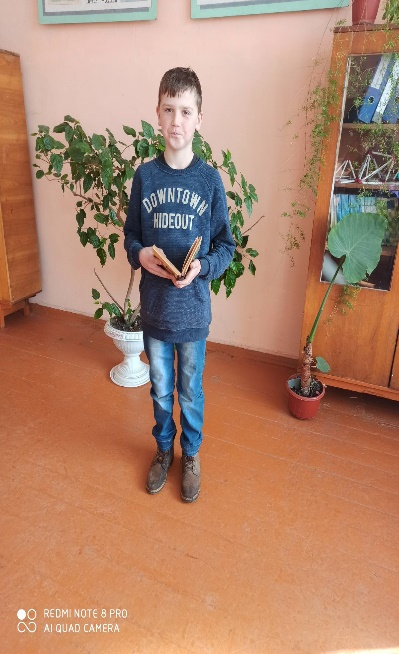 DOWNTOWN
HIDEOUT
REDMI NOTE 8 PRO
AI QUAD CAMERA